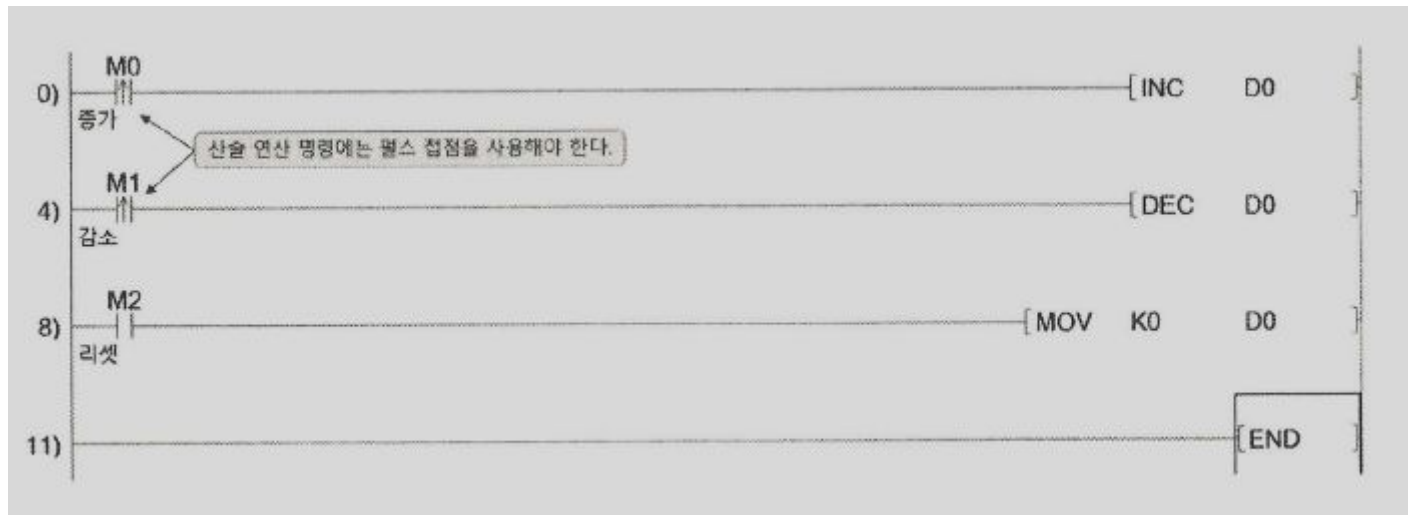 M0
0) [INC D0 ]
증가
산술 연산 명령에는 펄스 접점을 사용해야 한다.
M1
4) [DEC D0 ]
감소
M2
8) [MOV K0 D0 ]
리셋
11) [END ]